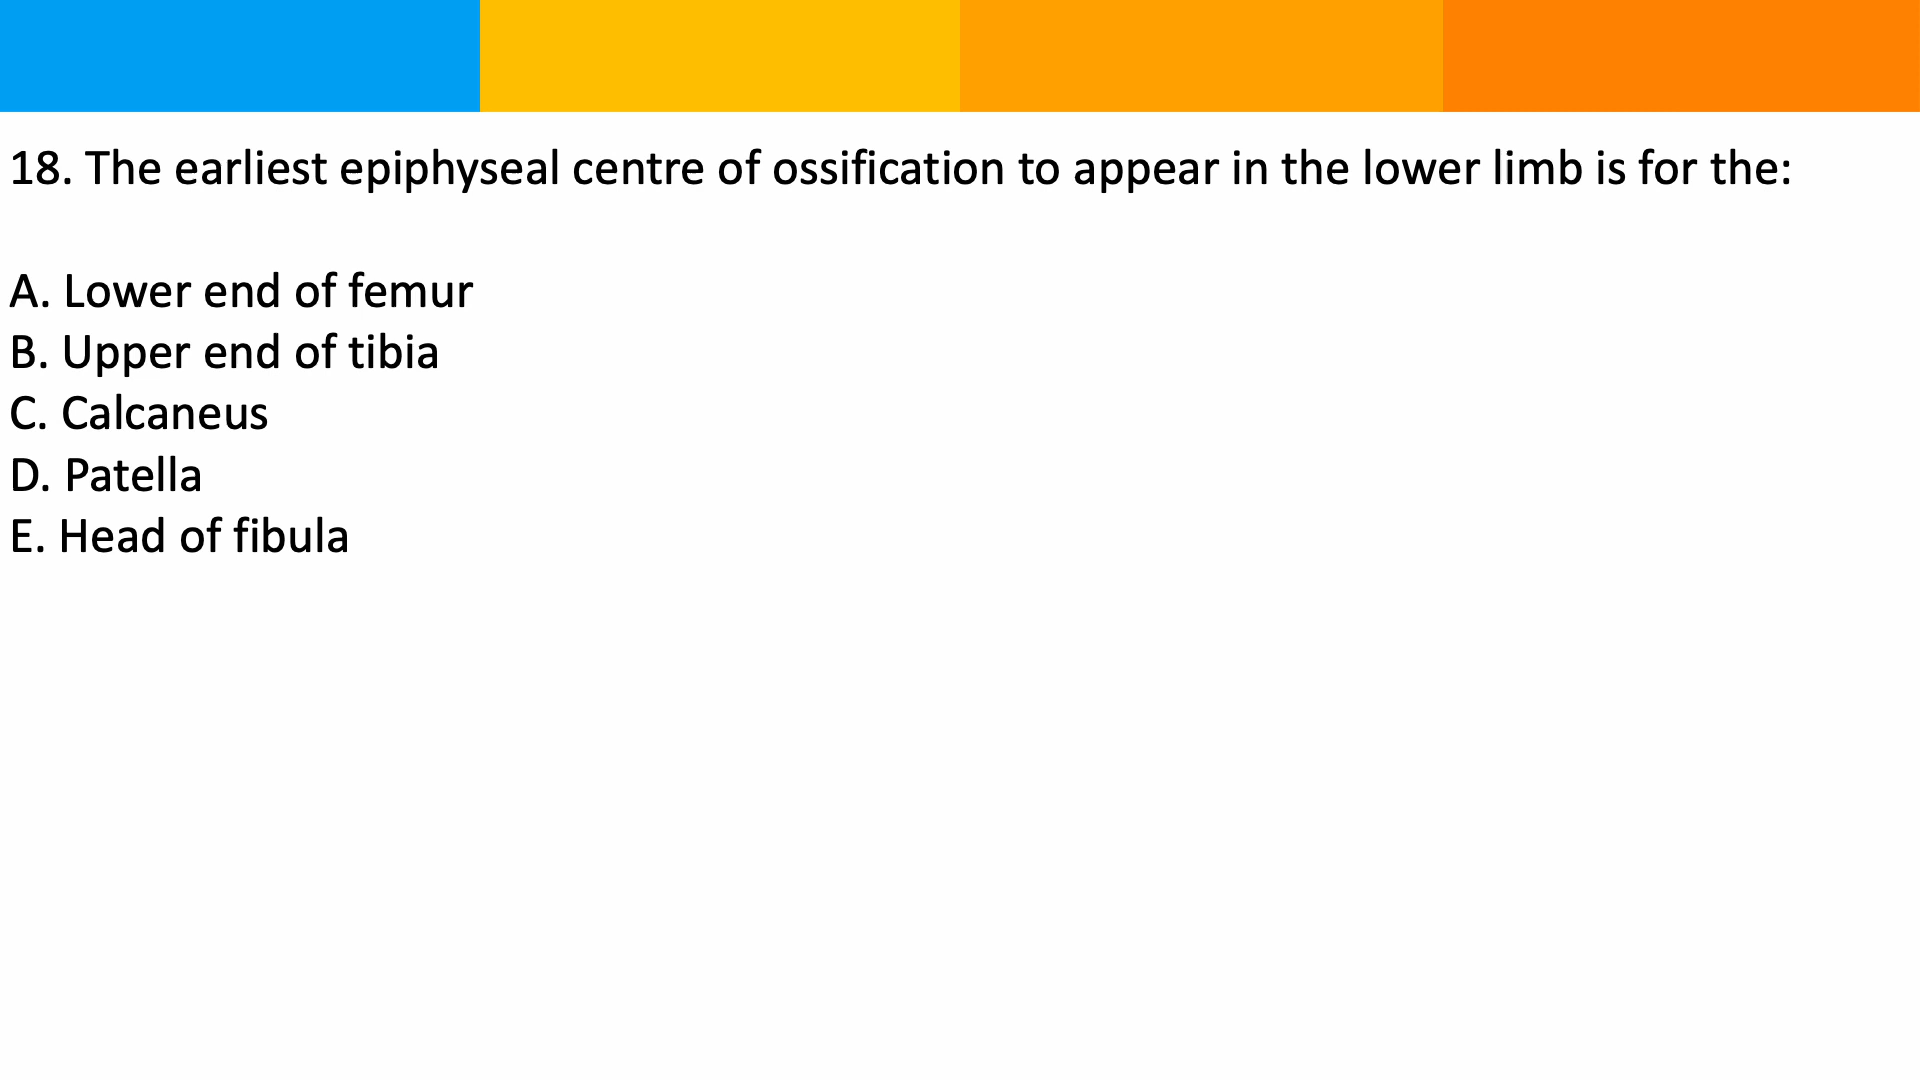 18. The earliest epiphyseal centre of ossification to appear in the lower limb is for the:
A. Lower end of femur
B. Upper end of tibia
C. Calcaneus
D. Patella
E. Head of fibula